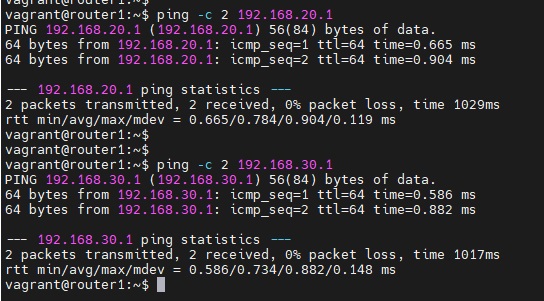 vagrant@router1:~$
vagrant@router1:~$ ping -c 2 192.168.20.1
PING 192.168.20.1 (192.168.20.1) 56(84) bytes of data.
64 bytes from 192.168.20.1: icmp_seq=1 ttl=64 time=0.665 ms
64 bytes from 192.168.20.1: icmp_seq=2 ttl=64 time=0.904 ms

--- 192.168.20.1 ping statistics ---
2 packets transmitted, 2 received, 0% packet loss, time 1029ms
rtt min/avg/max/mdev = 0.665/0.784/0.904/0.119 ms
vagrant@router1:~$
vagrant@router1:~$
vagrant@router1:~$ ping -c 2 192.168.30.1
PING 192.168.30.1 (192.168.30.1) 56(84) bytes of data.
64 bytes from 192.168.30.1: icmp_seq=1 ttl=64 time=0.586 ms
64 bytes from 192.168.30.1: icmp_seq=2 ttl=64 time=0.882 ms

--- 192.168.30.1 ping statistics ---
2 packets transmitted, 2 received, 0% packet loss, time 1017ms
rtt min/avg/max/mdev = 0.586/0.734/0.882/0.148 ms
vagrant@router1:~$